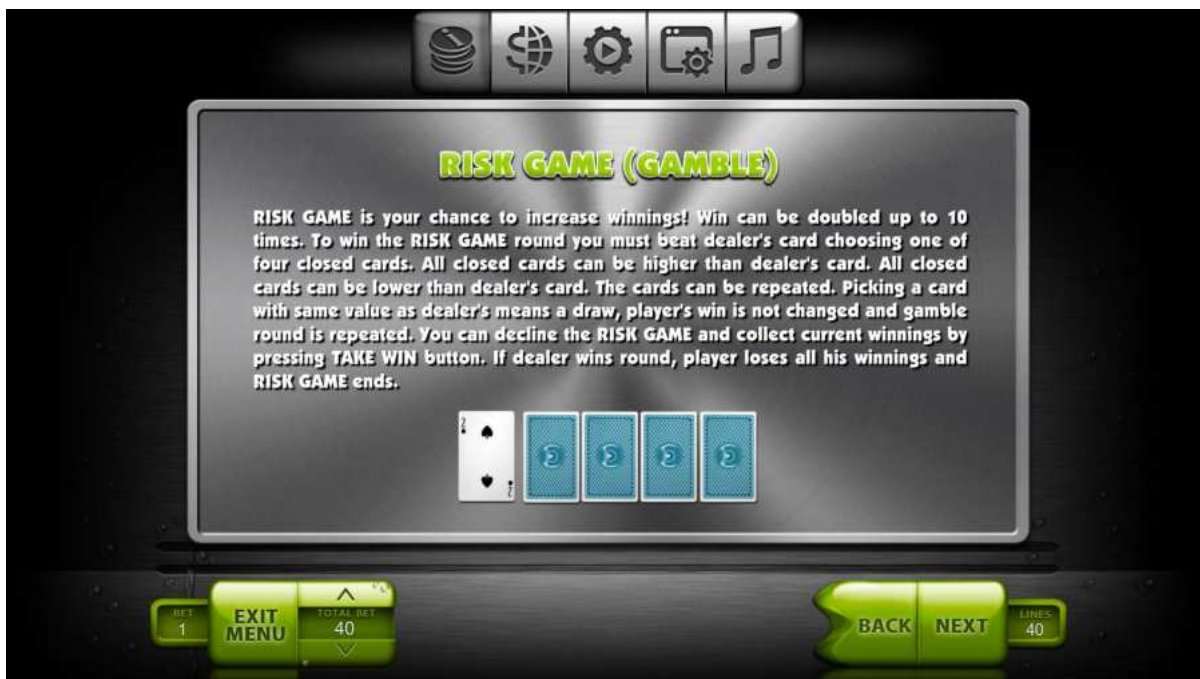 RISK GAME (GAMBLE)
RISK GAME is your chance to increase winnings! Win can be doubled up to 10
times. To win the RISK GAME round you must beat dealer's card choosing one of
four closed cards. All closed cards can be higher than dealer's card. All closed
cards can be lower than dealer's card. The cards can be repeated. Picking a card
with same value as dealer's means a draw, player's win is not changed and gamble
round is repeated. You can decline the RISK GAME and collect current winnings by
pressing TAKE WIN button. If dealer wins round, player loses all his winnings and
RISK GAME ends.
2
2
BET
1
EXIT
MENU
TOTAL BET
40
BACK
NEXT
LINES
40